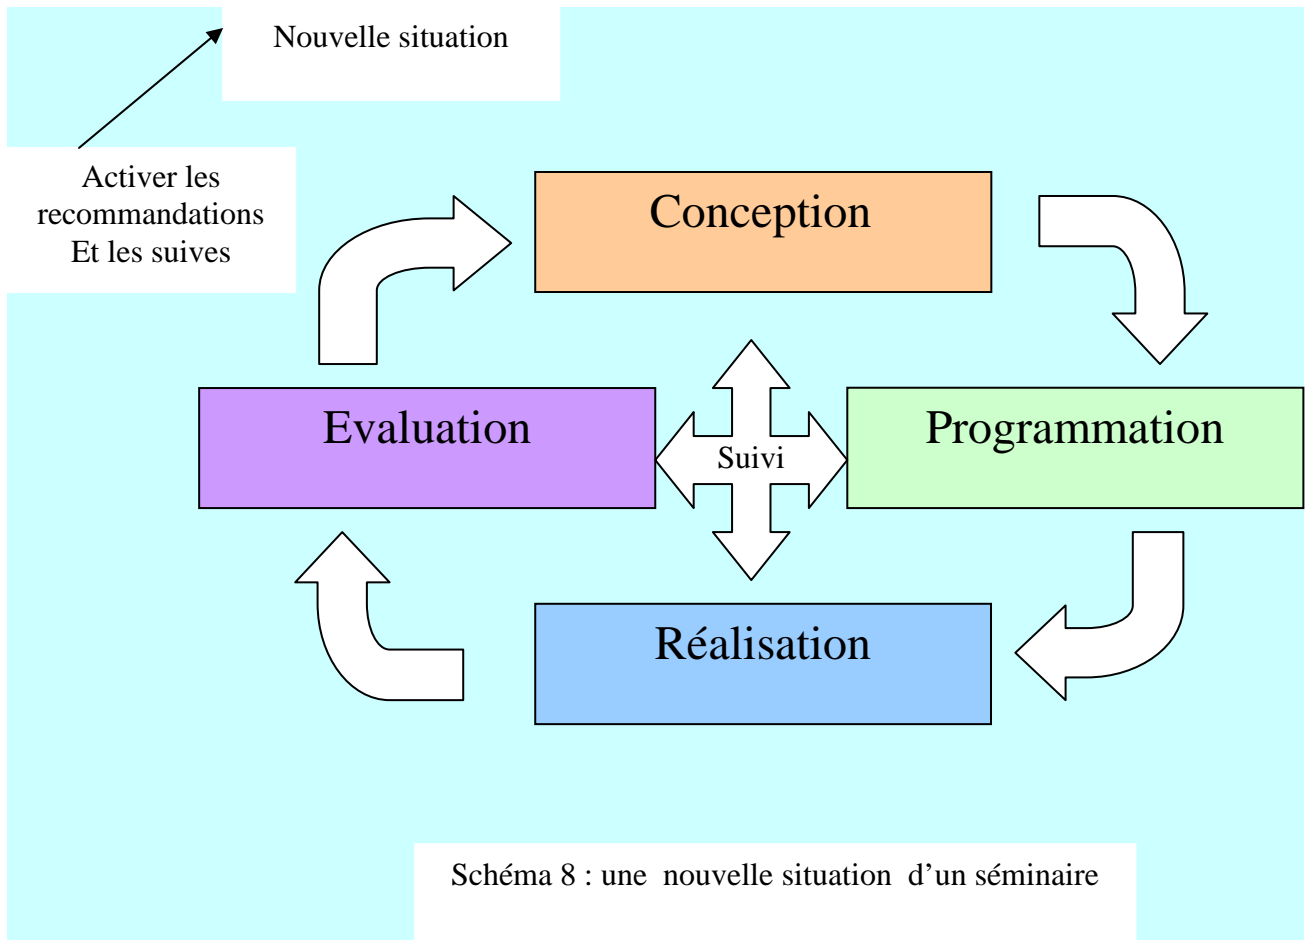 Nouvelle situation
Activer les
recommandations
Et les suives
Conception
Evaluation
Suivi
Programmation
Réalisation
Schéma 8 : une nouvelle situation d’un séminaire